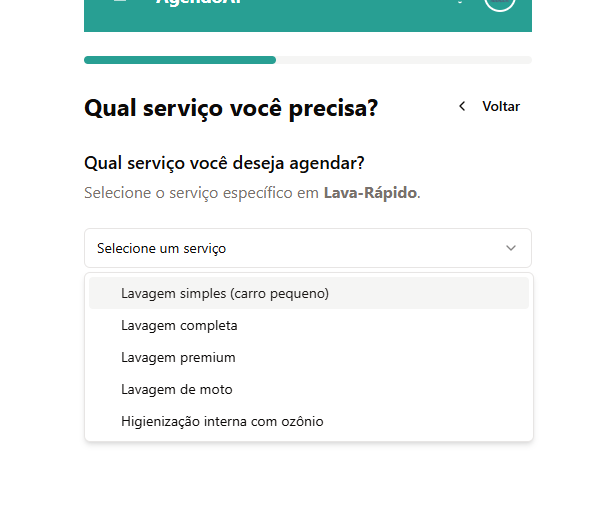 AgendoAI
Qual serviço você precisa?
Voltar
Qual serviço você deseja agendar?
Selecione o serviço específico em Lava-Rápido.
Selecione um serviço
Lavagem simples (carro pequeno)
Lavagem completa
Lavagem premium
Lavagem de moto
Higienização interna com ozônio